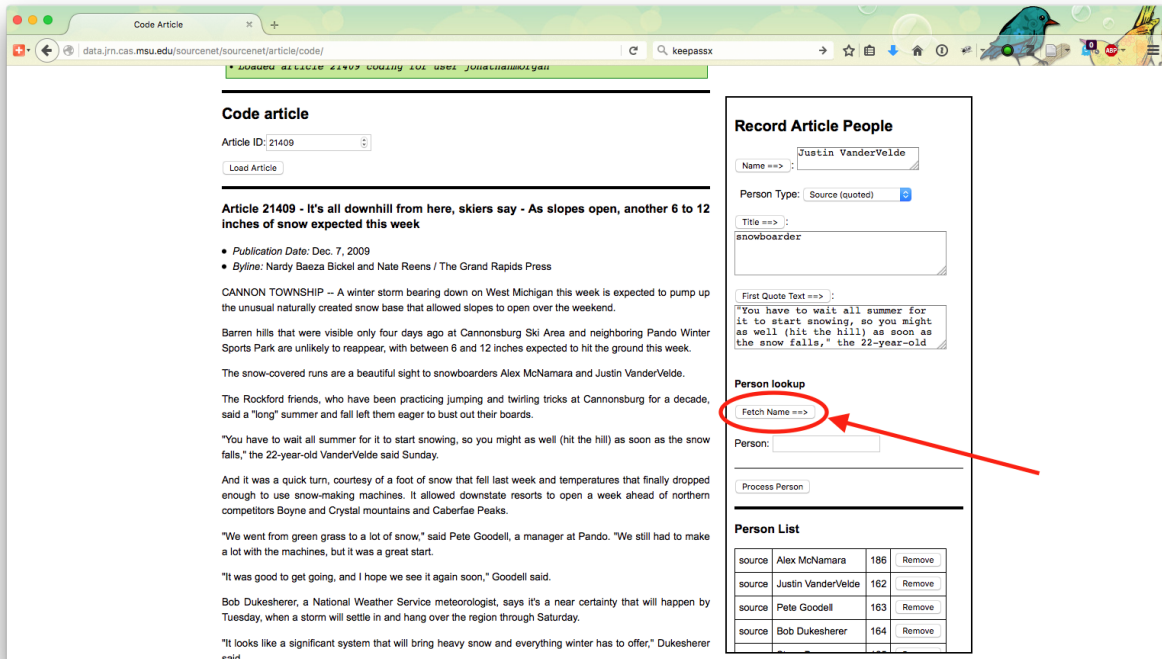 Code Article
data.jrn.cas.msu.edu/sourcenet/sourcenet/article/code/
keepassx
0
ABP
• Loaded article 21409 coding for user jonathanmorgan
Code article
Article ID: 21409
Load Article
Article 21409 - It's all downhill from here, skiers say - As slopes open, another 6 to 12
inches of snow expected this week
• Publication Date: Dec. 7, 2009
• Byline: Nardy Baeza Bickel and Nate Reens / The Grand Rapids Press
CANNON TOWNSHIP -- A winter storm bearing down on West Michigan this week is expected to pump up
the unusual naturally created snow base that allowed slopes to open over the weekend.
Barren hills that were visible only four days ago at Cannonsburg Ski Area and neighboring Pando Winter
Sports Park are unlikely to reappear, with between 6 and 12 inches expected to hit the ground this week.
The snow-covered runs are a beautiful sight to snowboarders Alex McNamara and Justin VanderVelde.
The Rockford friends, who have been practicing jumping and twirling tricks at Cannonsburg for a decade,
said a "long" summer and fall left them eager to bust out their boards.
"You have to wait all summer for it to start snowing, so you might as well (hit the hill) as soon as the snow
falls," the 22-year-old VanderVelde said Sunday.
And it was a quick turn, courtesy of a foot of snow that fell last week and temperatures that finally dropped
enough to use snow-making machines. It allowed downstate resorts to open a week ahead of northern
competitors Boyne and Crystal mountains and Caberfae Peaks.
"We went from green grass to a lot of snow," said Pete Goodell, a manager at Pando. "We still had to make
a lot with the machines, but it was a great start.
"It was good to get going, and I hope we see it again soon," Goodell said.
Bob Dukesherer, a National Weather Service meteorologist, says it's a near certainty that will happen by
Tuesday, when a storm will settle in and hang over the region through Saturday.
"It looks like a significant system that will bring heavy snow and everything winter has to offer," Dukesherer
said.
Record Article People
Name ==> : Justin VanderVelde
Person Type: Source (quoted)
Title ==> :
snowboarder
First Quote Text ==> :
"You have to wait all summer for
it to start snowing, so you might
as well (hit the hill) as soon as
the snow falls," the 22-year-old
Person lookup
Fetch Name ==>
Person:
Process Person
Person List
source Alex McNamara 186 Remove
source Justin VanderVelde 162 Remove
source Pete Goodell 163 Remove
source Bob Dukesherer 164 Remove